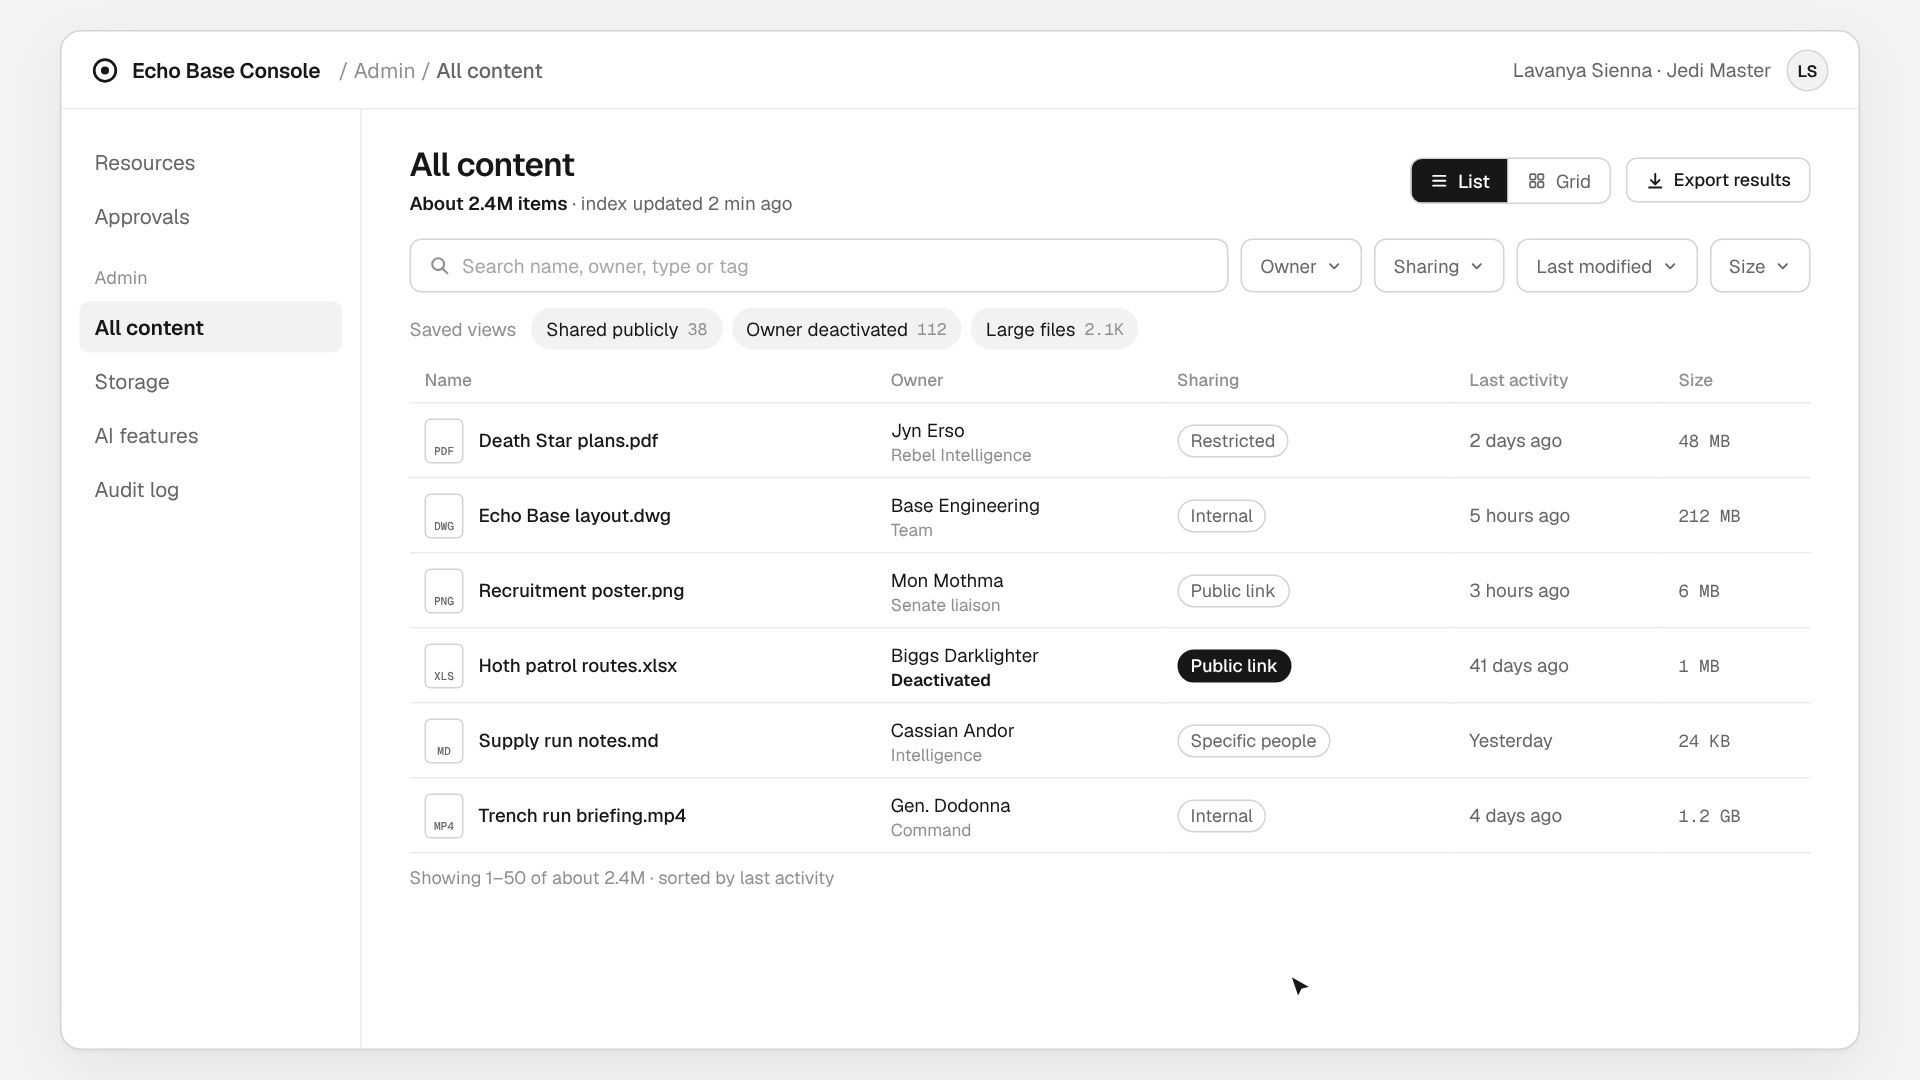 Echo Base Console / Admin / All content
Lavanya Sienna · Jedi Master LS
Resources
Approvals
Admin
All content
Storage
AI features
Audit log
All content
About 2.4M items · index updated 2 min ago
List Grid Export results
Search name, owner, type or tag Owner Sharing Last modified Size
Saved views Shared publicly 38 Owner deactivated 112 Large files 2.1K
Name Owner Sharing Last activity Size
PDF Death Star plans.pdf Jyn Erso Restricted 2 days ago 48 MB
Rebel Intelligence
DWG Echo Base layout.dwg Base Engineering Internal 5 hours ago 212 MB
Team
PNG Recruitment poster.png Mon Mothma Public link 3 hours ago 6 MB
Senate liaison
XLS Hoth patrol routes.xlsx Biggs Darklighter Public link 41 days ago 1 MB
Deactivated
MD Supply run notes.md Cassian Andor Specific people Yesterday 24 KB
Intelligence
MP4 Trench run briefing.mp4 Gen. Dodonna Internal 4 days ago 1.2 GB
Command
Showing 1–50 of about 2.4M · sorted by last activity